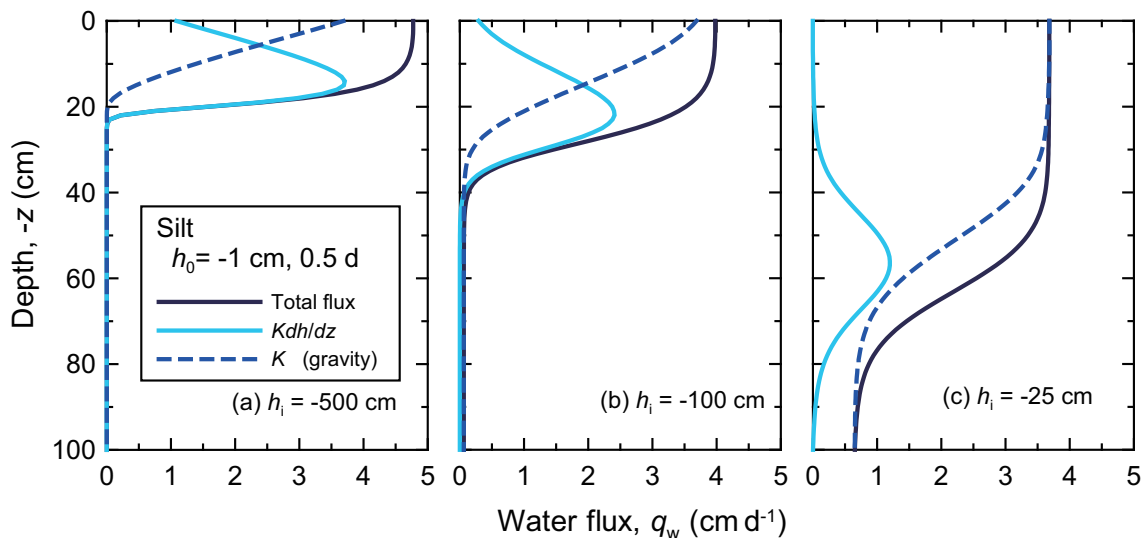 0 1 2 3 4 5
0 1 2 3 4 5
0 1 2 3 4 5
0
20
40
60
80
100
Depth, -z (cm)
Silt
h₀= -1 cm, 0.5 d
Total flux
Kdh/dz
K (gravity)
(a) hᵢ = -500 cm
(b) hᵢ = -100 cm
(c) hᵢ = -25 cm
Water flux, q_w (cm d⁻¹)